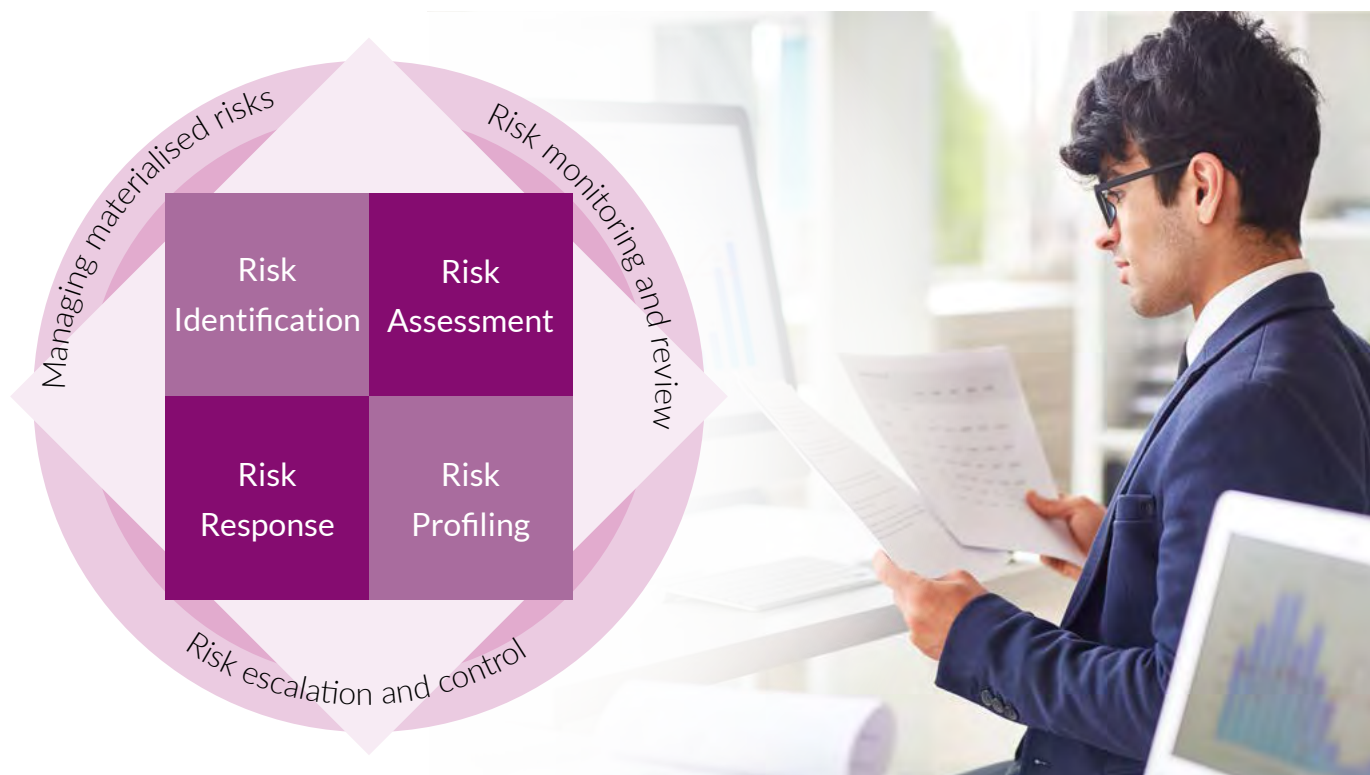 Managing materialised risks
Risk monitoring and review
Risk
Identification
Risk
Assessment
Risk
Response
Risk
Profiling
Risk escalation and control